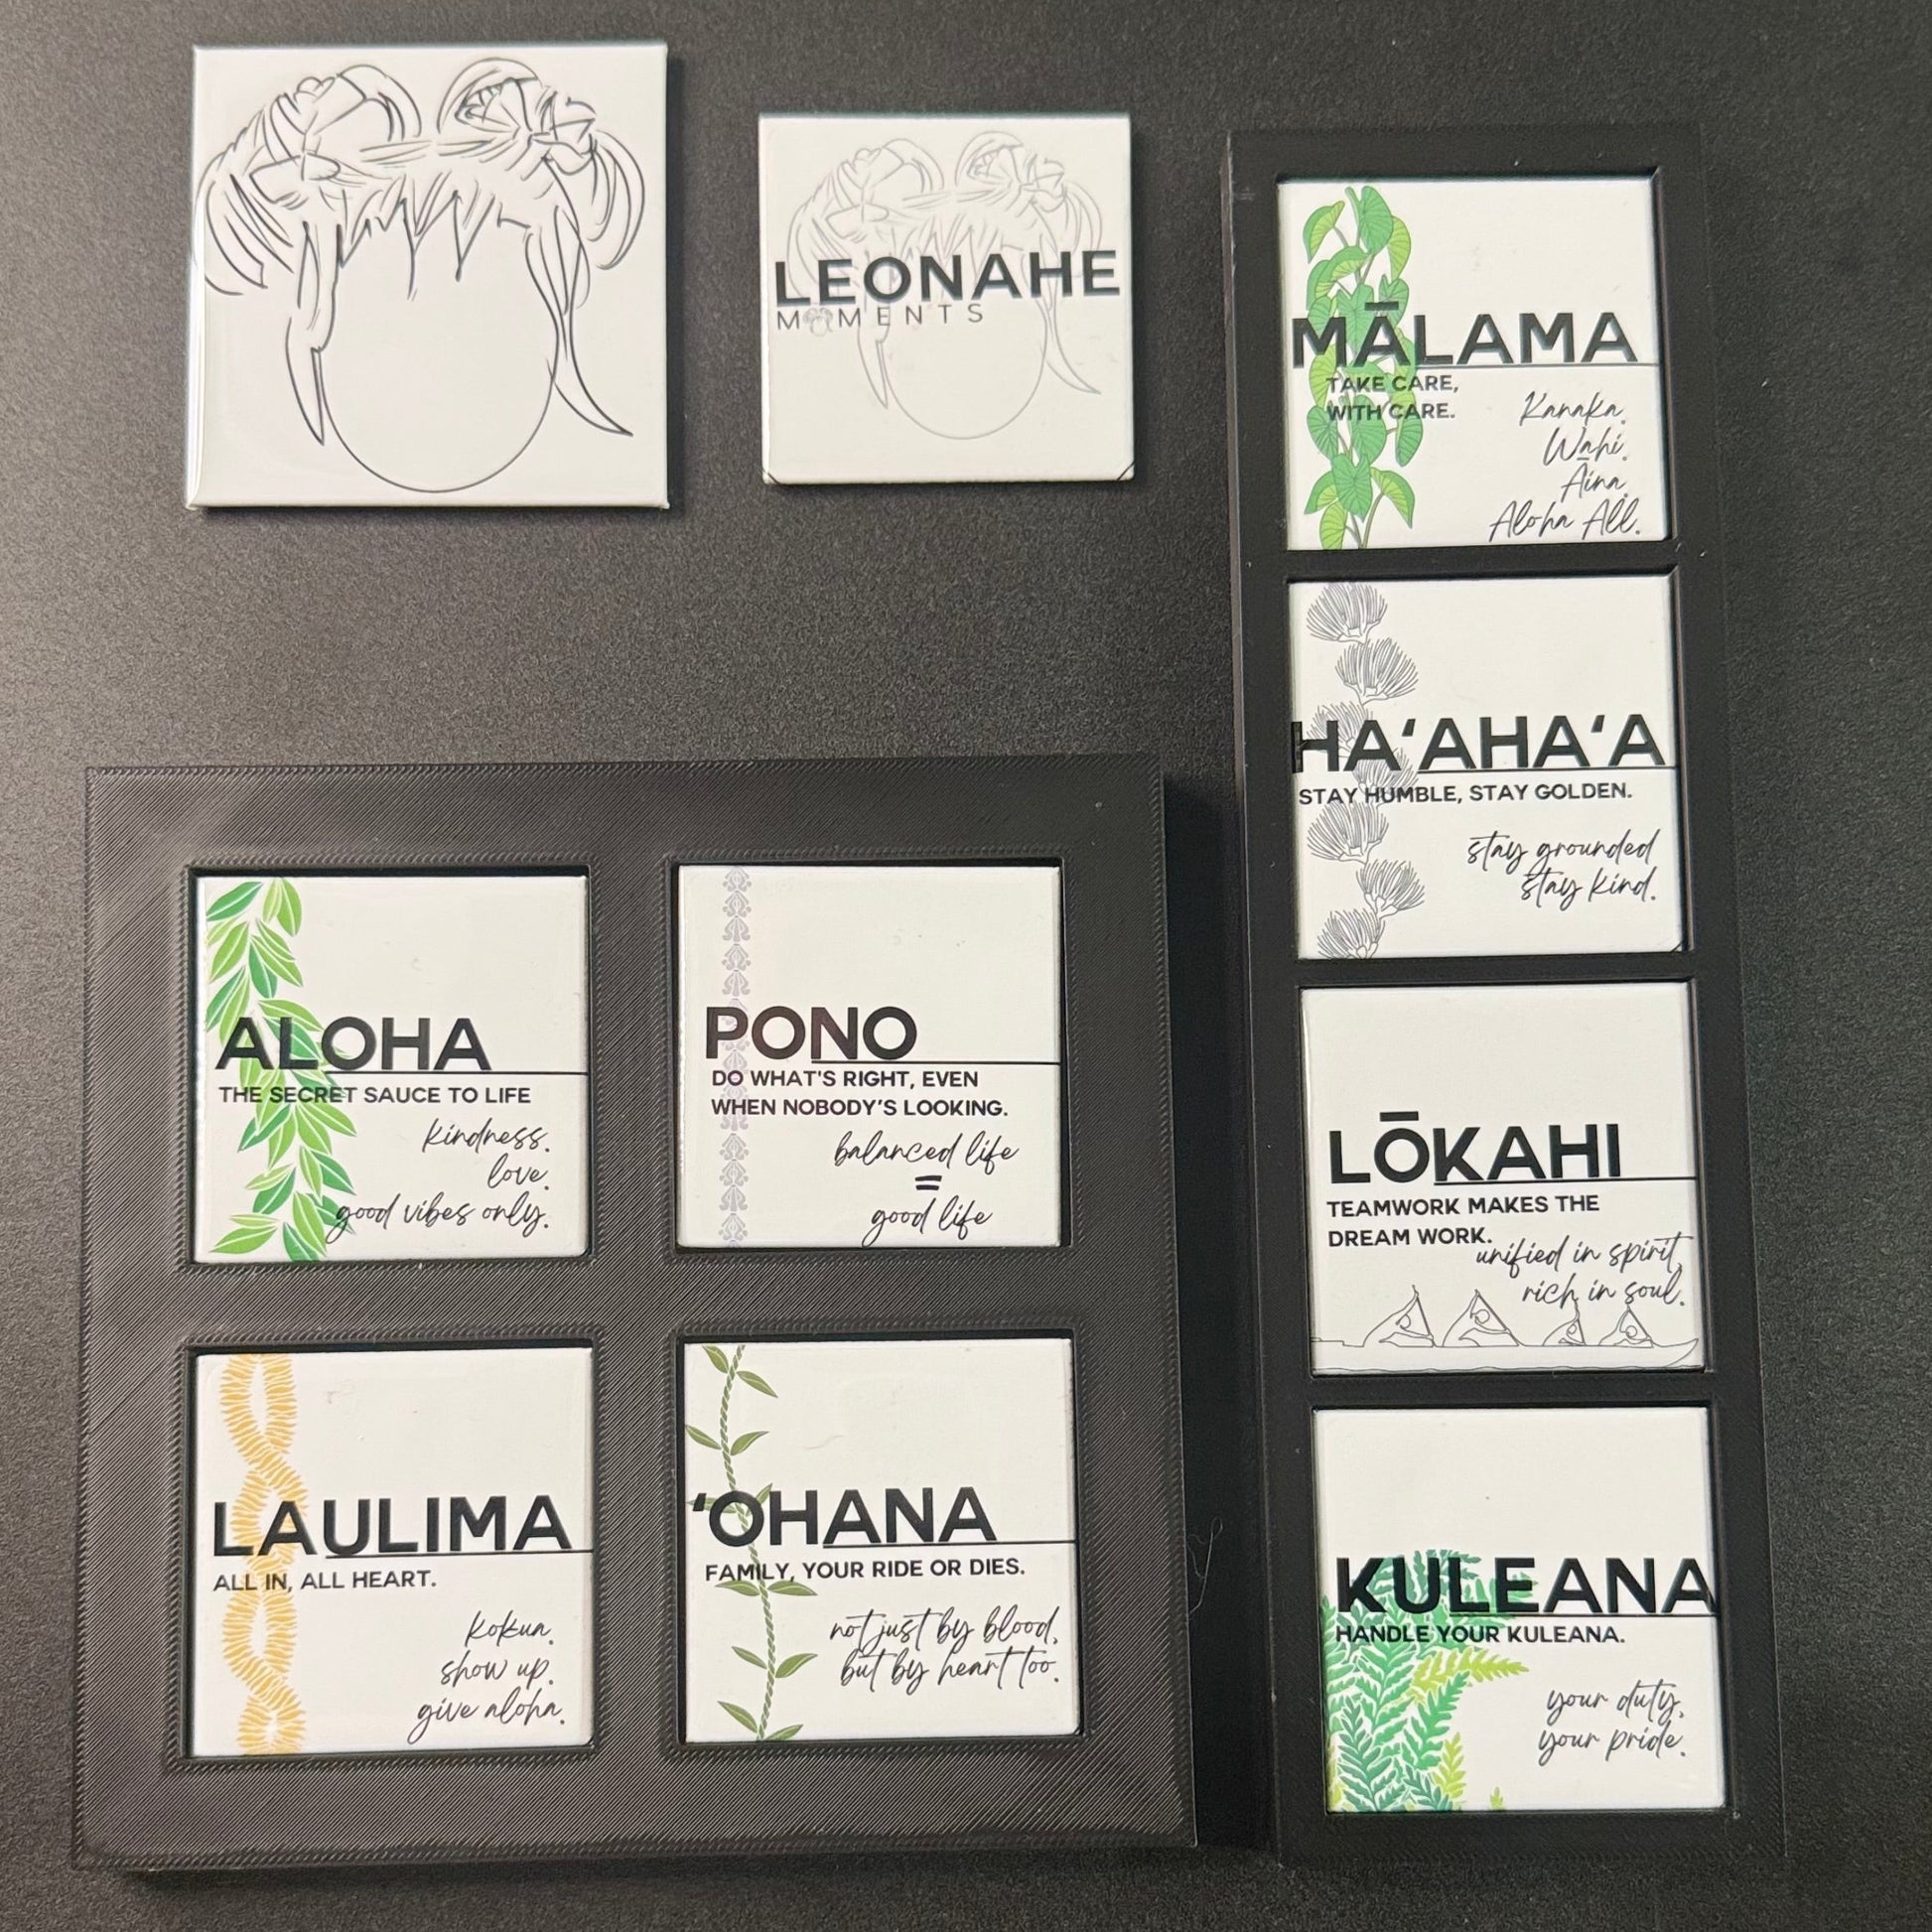 LEONAHE
MOMENTS
MĀLAMA
TAKE CARE,
WITH CARE.
Kanaka.
Wahi.
Āina.
Aloha All.
HAʻAHAʻA
STAY HUMBLE, STAY GOLDEN.
stay grounded
stay kind.
LŌKAHI
TEAMWORK MAKES THE
DREAM WORK.
unified in spirit,
rich in soul.
KULEANA
HANDLE YOUR KULEANA.
your duty,
your pride.
ALOHA
THE SECRET SAUCE TO LIFE
kindness.
love.
good vibes only.
PONO
DO WHAT'S RIGHT, EVEN
WHEN NOBODY'S LOOKING.
balanced life
=
good life
LAULIMA
ALL IN, ALL HEART.
kokua.
show up.
give aloha.
ʻOHANA
FAMILY, YOUR RIDE OR DIES.
not just by blood,
but by heart too.